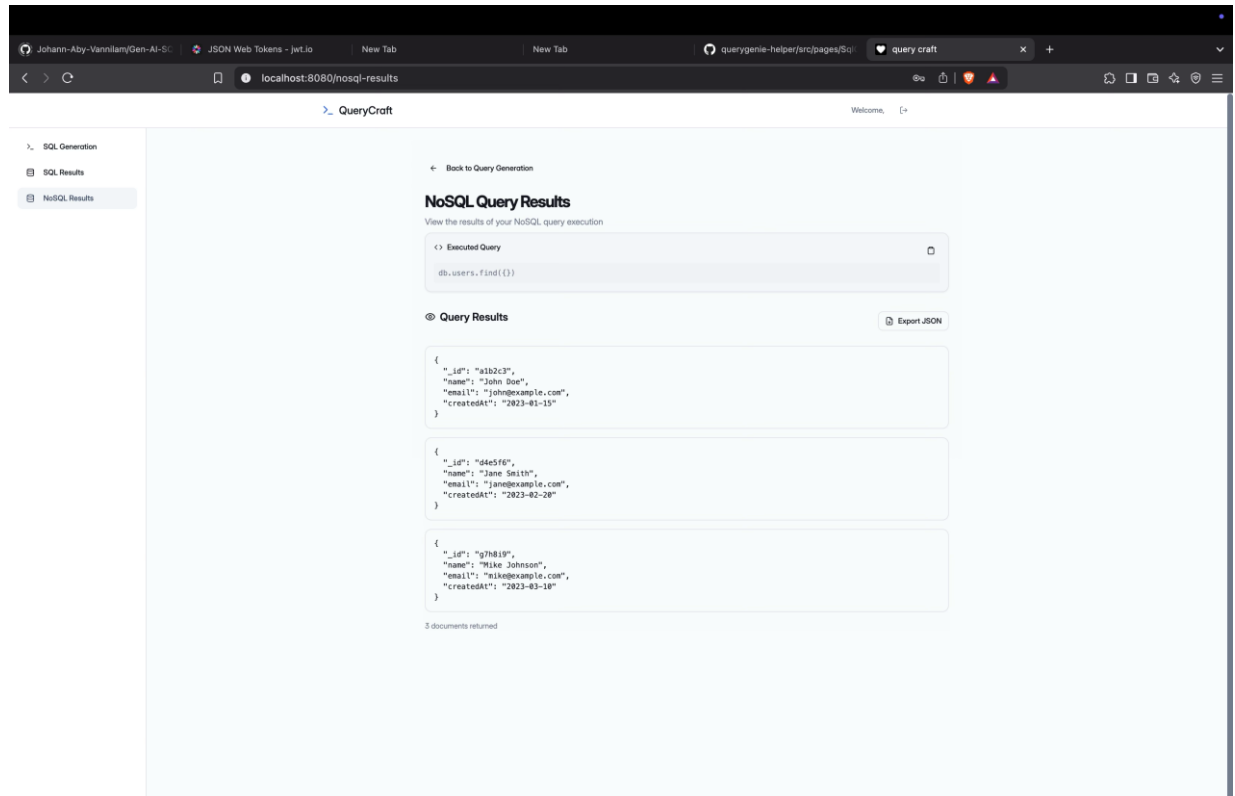 Johann-Aby-Vannilam/Gen-AI-SQ
JSON Web Tokens - jwt.io
New Tab
New Tab
querygenie-helper/src/pages/Sql
query craft
localhost:8080/nosql-results
>_ QueryCraft
Welcome,
>_ SQL Generation
SQL Results
NoSQL Results
← Back to Query Generation
NoSQL Query Results
View the results of your NoSQL query execution
<> Executed Query
db.users.find({})
Query Results
Export JSON
{
"_id": "a1b2c3",
"name": "John Doe",
"email": "john@example.com",
"createdAt": "2023-01-15"
}
{
"_id": "d4e5f6",
"name": "Jane Smith",
"email": "jane@example.com",
"createdAt": "2023-02-20"
}
{
"_id": "g7h8i9",
"name": "Mike Johnson",
"email": "mike@example.com",
"createdAt": "2023-03-10"
}
3 documents returned